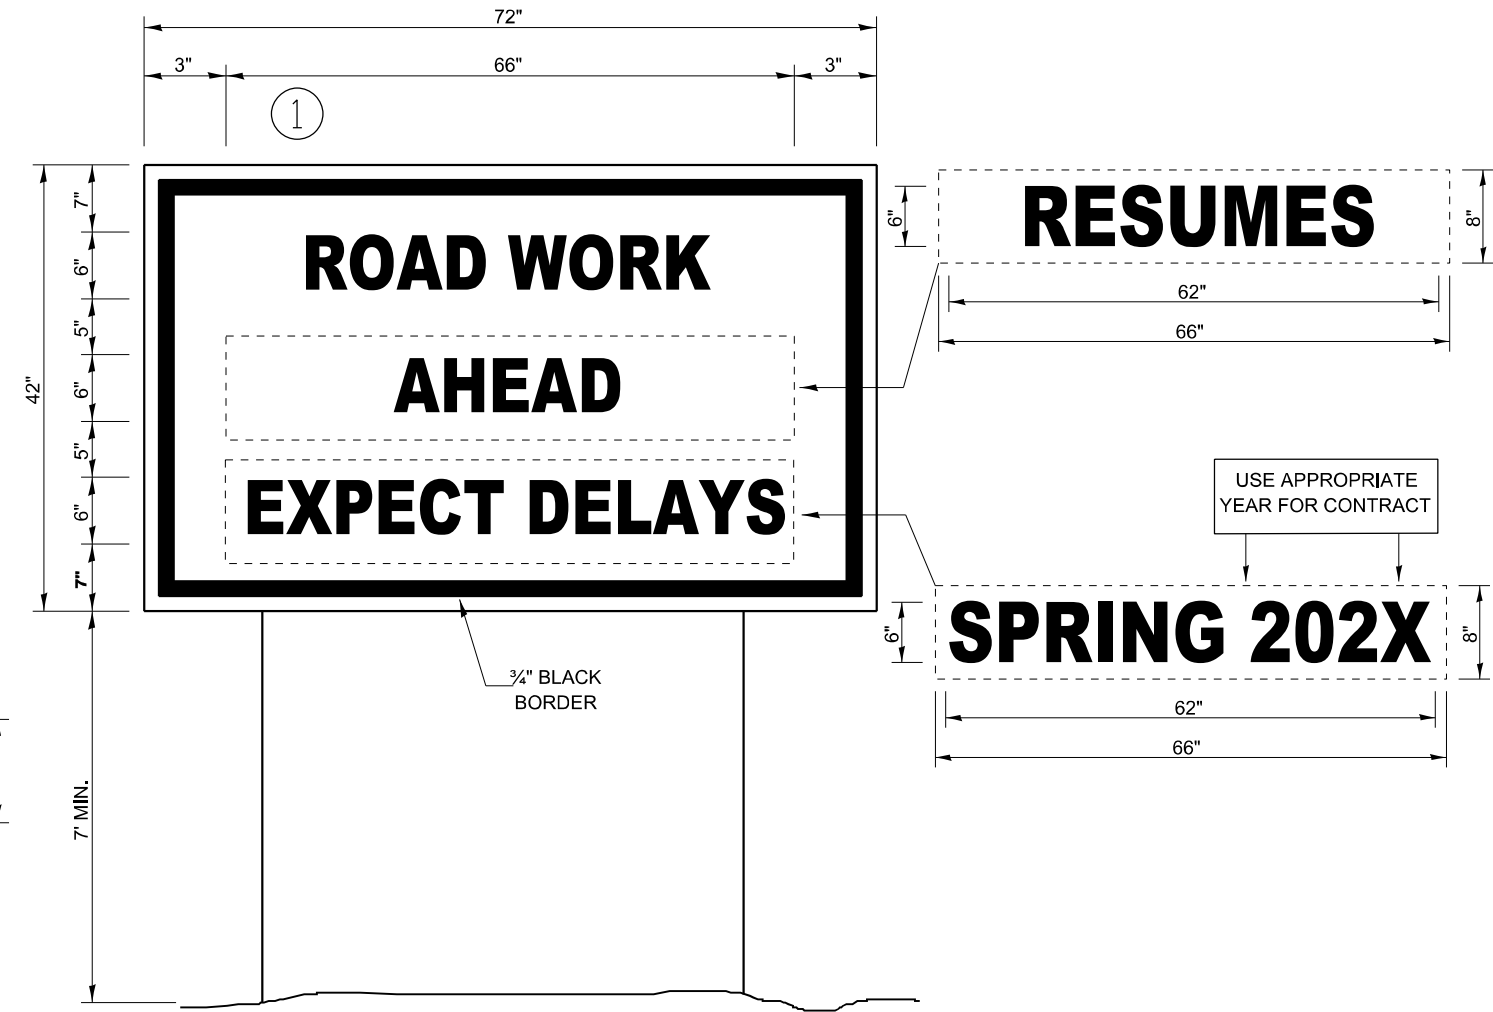 72"
3" 66" 3"
1
7"
6"
5"
6"
5"
6"
7"
42"
7' MIN.
ROAD WORK
AHEAD
EXPECT DELAYS
¾" BLACK
BORDER
6"
RESUMES
8"
62"
66"
USE APPROPRIATE
YEAR FOR CONTRACT
6"
SPRING 202X
8"
62"
66"